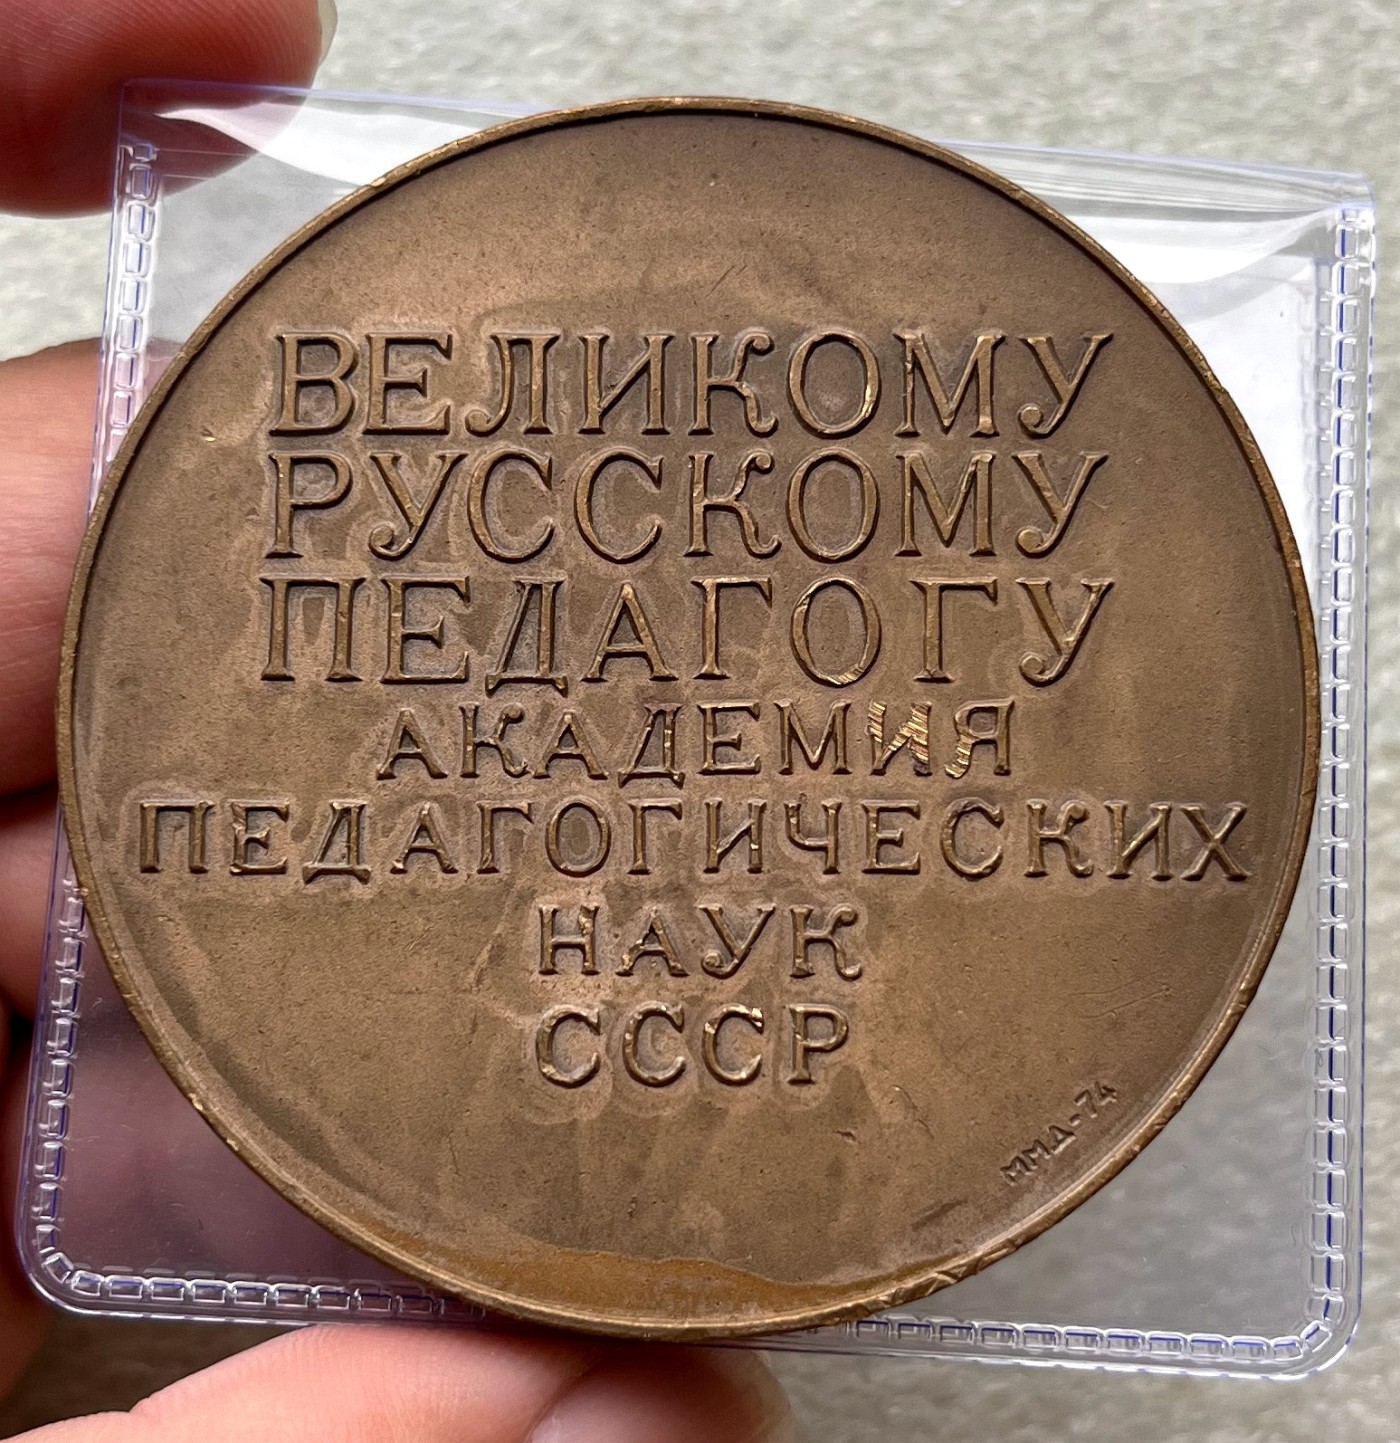 ВЕЛИКОМУ
РУССКОМУ
ПЕДАГОГУ
АКАДЕМИЯ
ПЕДАГОГИЧЕСКИХ
НАУК
СССР
ММД-74